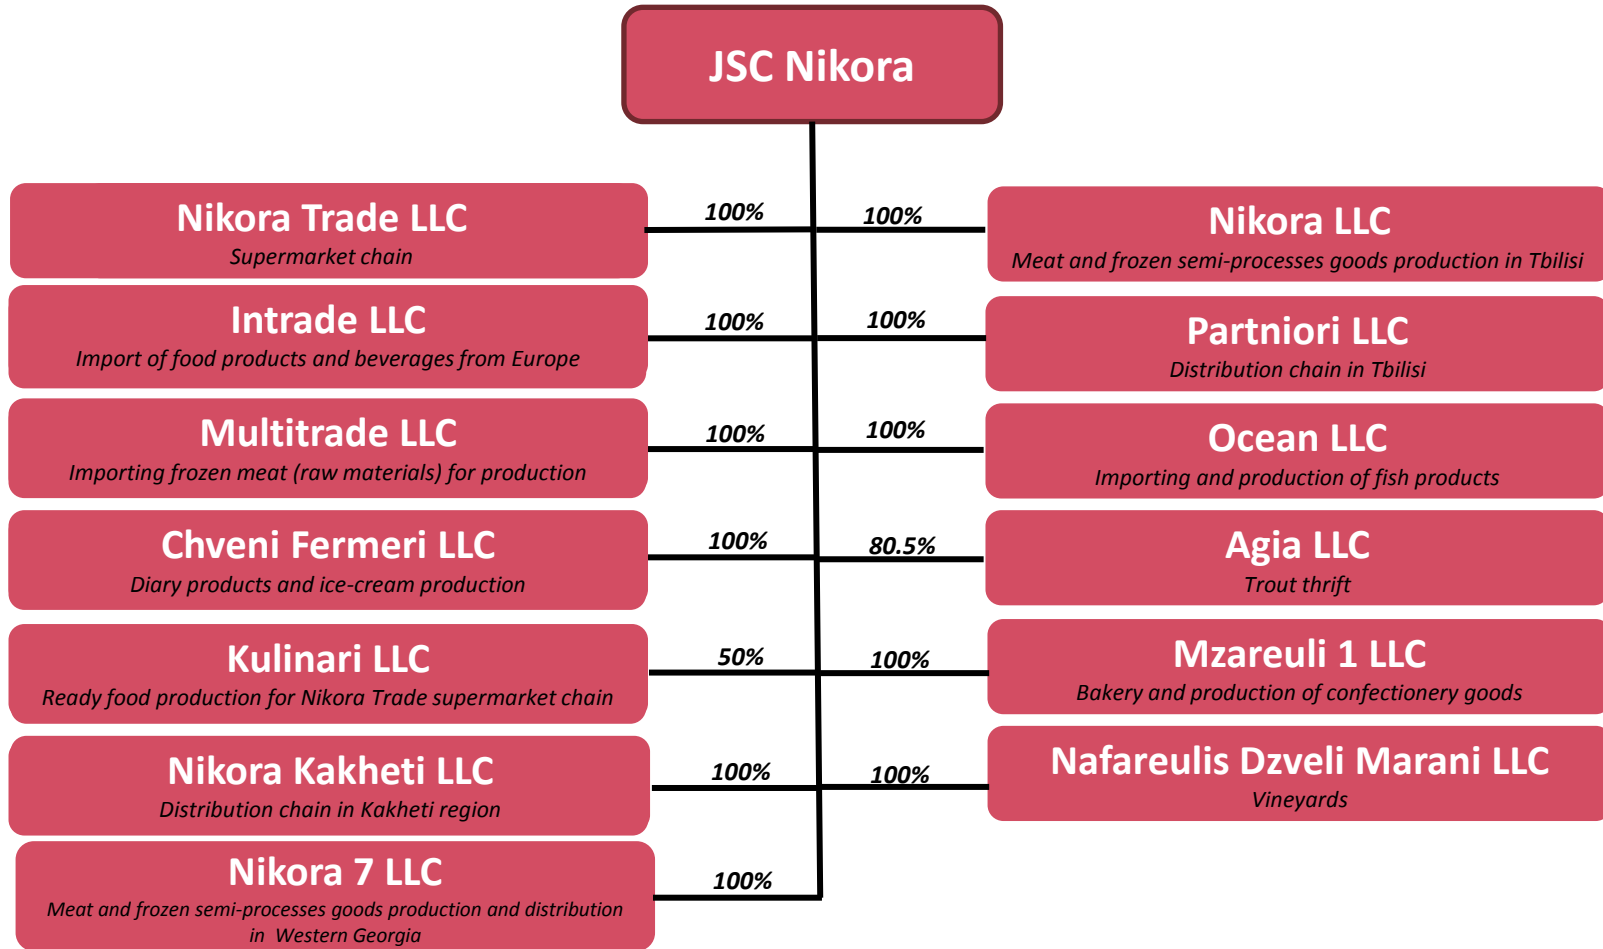 JSC Nikora
Nikora Trade LLC
Supermarket chain
100%
100%
Nikora LLC
Meat and frozen semi-processes goods production in Tbilisi
Intrade LLC
Import of food products and beverages from Europe
100%
100%
Partniori LLC
Distribution chain in Tbilisi
Multitrade LLC
Importing frozen meat (raw materials) for production
100%
100%
Ocean LLC
Importing and production of fish products
Chveni Fermeri LLC
Diary products and ice-cream production
100%
80.5%
Agia LLC
Trout thrift
Kulinari LLC
Ready food production for Nikora Trade supermarket chain
50%
100%
Mzareuli 1 LLC
Bakery and production of confectionery goods
Nikora Kakheti LLC
Distribution chain in Kakheti region
100%
100%
Nafareulis Dzveli Marani LLC
Vineyards
Nikora 7 LLC
Meat and frozen semi-processes goods production and distribution
in Western Georgia
100%